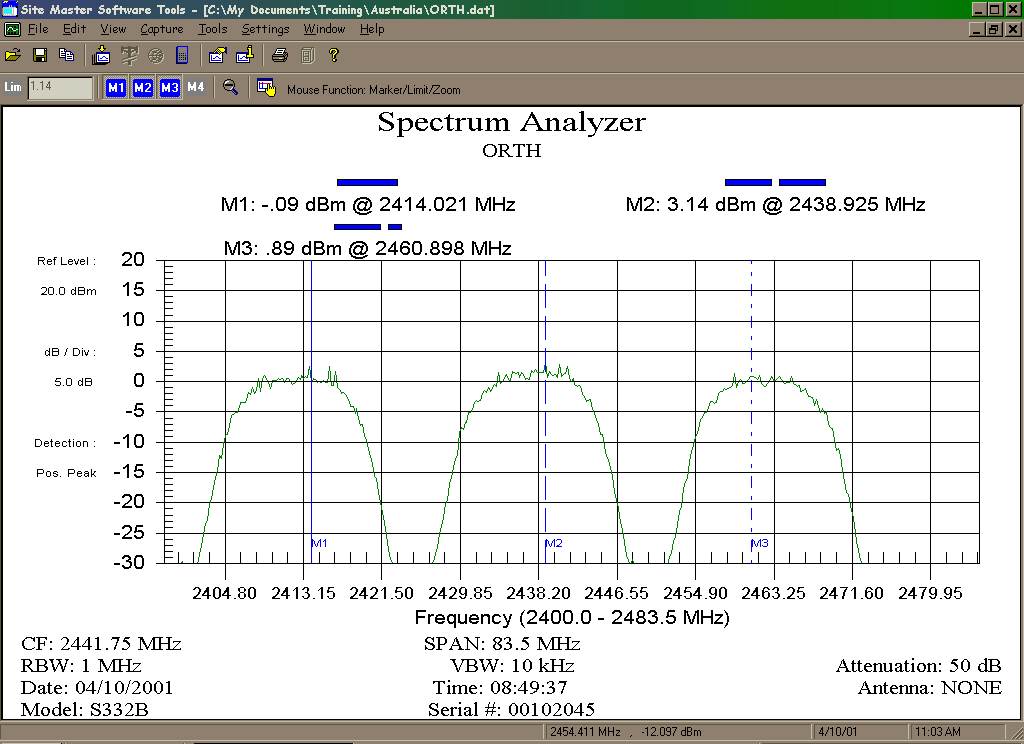 Site Master Software Tools - [C:\My Documents\Training\Australia\ORTH.dat]
File Edit View Capture Tools Settings Window Help
Lim 1.14 M1 M2 M3 M4 Mouse Function: Marker/Limit/Zoom
Spectrum Analyzer
ORTH
M1: -.09 dBm @ 2414.021 MHz M2: 3.14 dBm @ 2438.925 MHz
M3: .89 dBm @ 2460.898 MHz
Ref Level : 20
20.0 dBm 15
10
dB / Div : 5
5.0 dB 0
-5
Detection : -10
Pos. Peak -15
-20
-25
M1 M2 M3
-30
2404.80 2413.15 2421.50 2429.85 2438.20 2446.55 2454.90 2463.25 2471.60 2479.95
Frequency (2400.0 - 2483.5 MHz)
CF: 2441.75 MHz SPAN: 83.5 MHz
RBW: 1 MHz VBW: 10 kHz Attenuation: 50 dB
Date: 04/10/2001 Time: 08:49:37 Antenna: NONE
Model: S332B Serial #: 00102045
2454.411 MHz , -12.097 dBm 4/10/01 11:03 AM